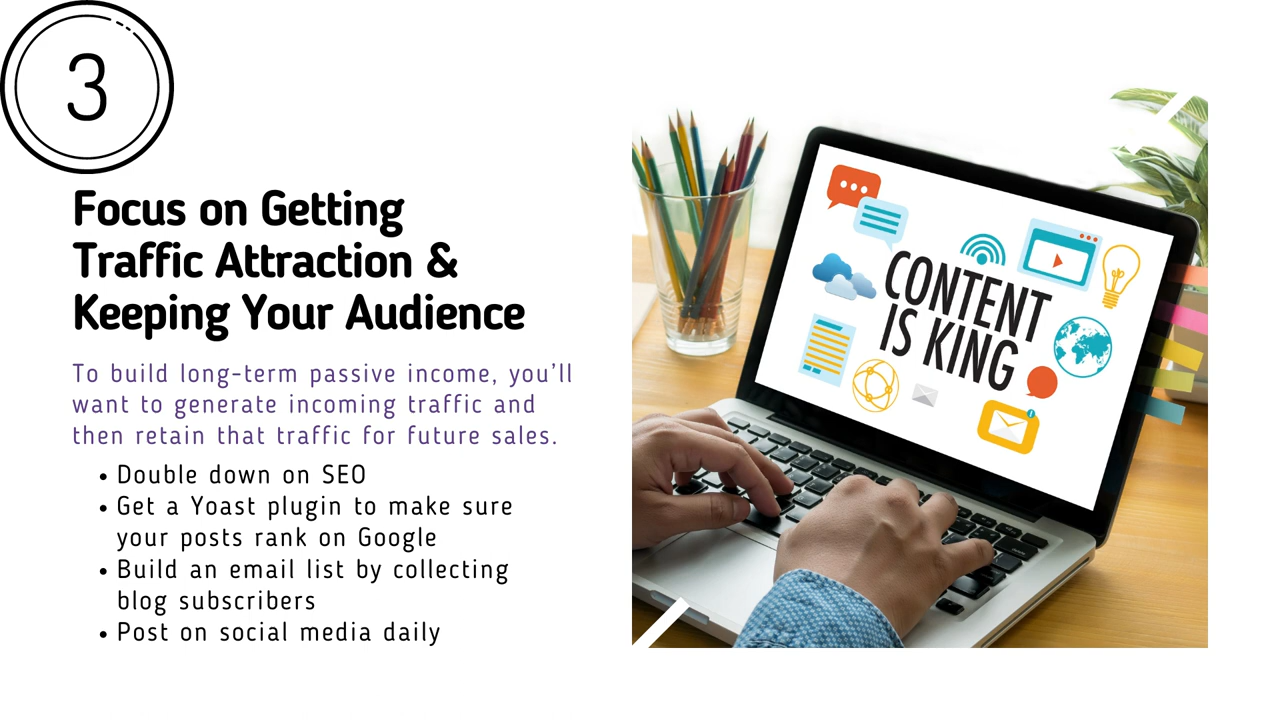 3
Focus on Getting
Traffic Attraction &
Keeping Your Audience
To build long-term passive income, you'll
want to generate incoming traffic and
then retain that traffic for future sales.
• Double down on SEO
• Get a Yoast plugin to make sure
your posts rank on Google
• Build an email list by collecting
blog subscribers
• Post on social media daily
CONTENT
IS KING